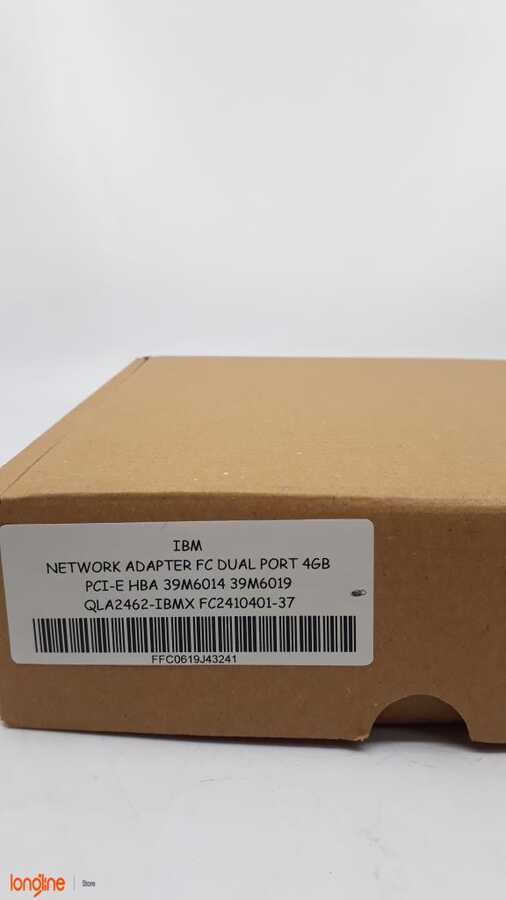 IBM
NETWORK ADAPTER FC DUAL PORT 4GB
PCI-E HBA 39M6014 39M6019
QLA2462-IBMX FC2410401-37
FFC0619J43241
longline | Store